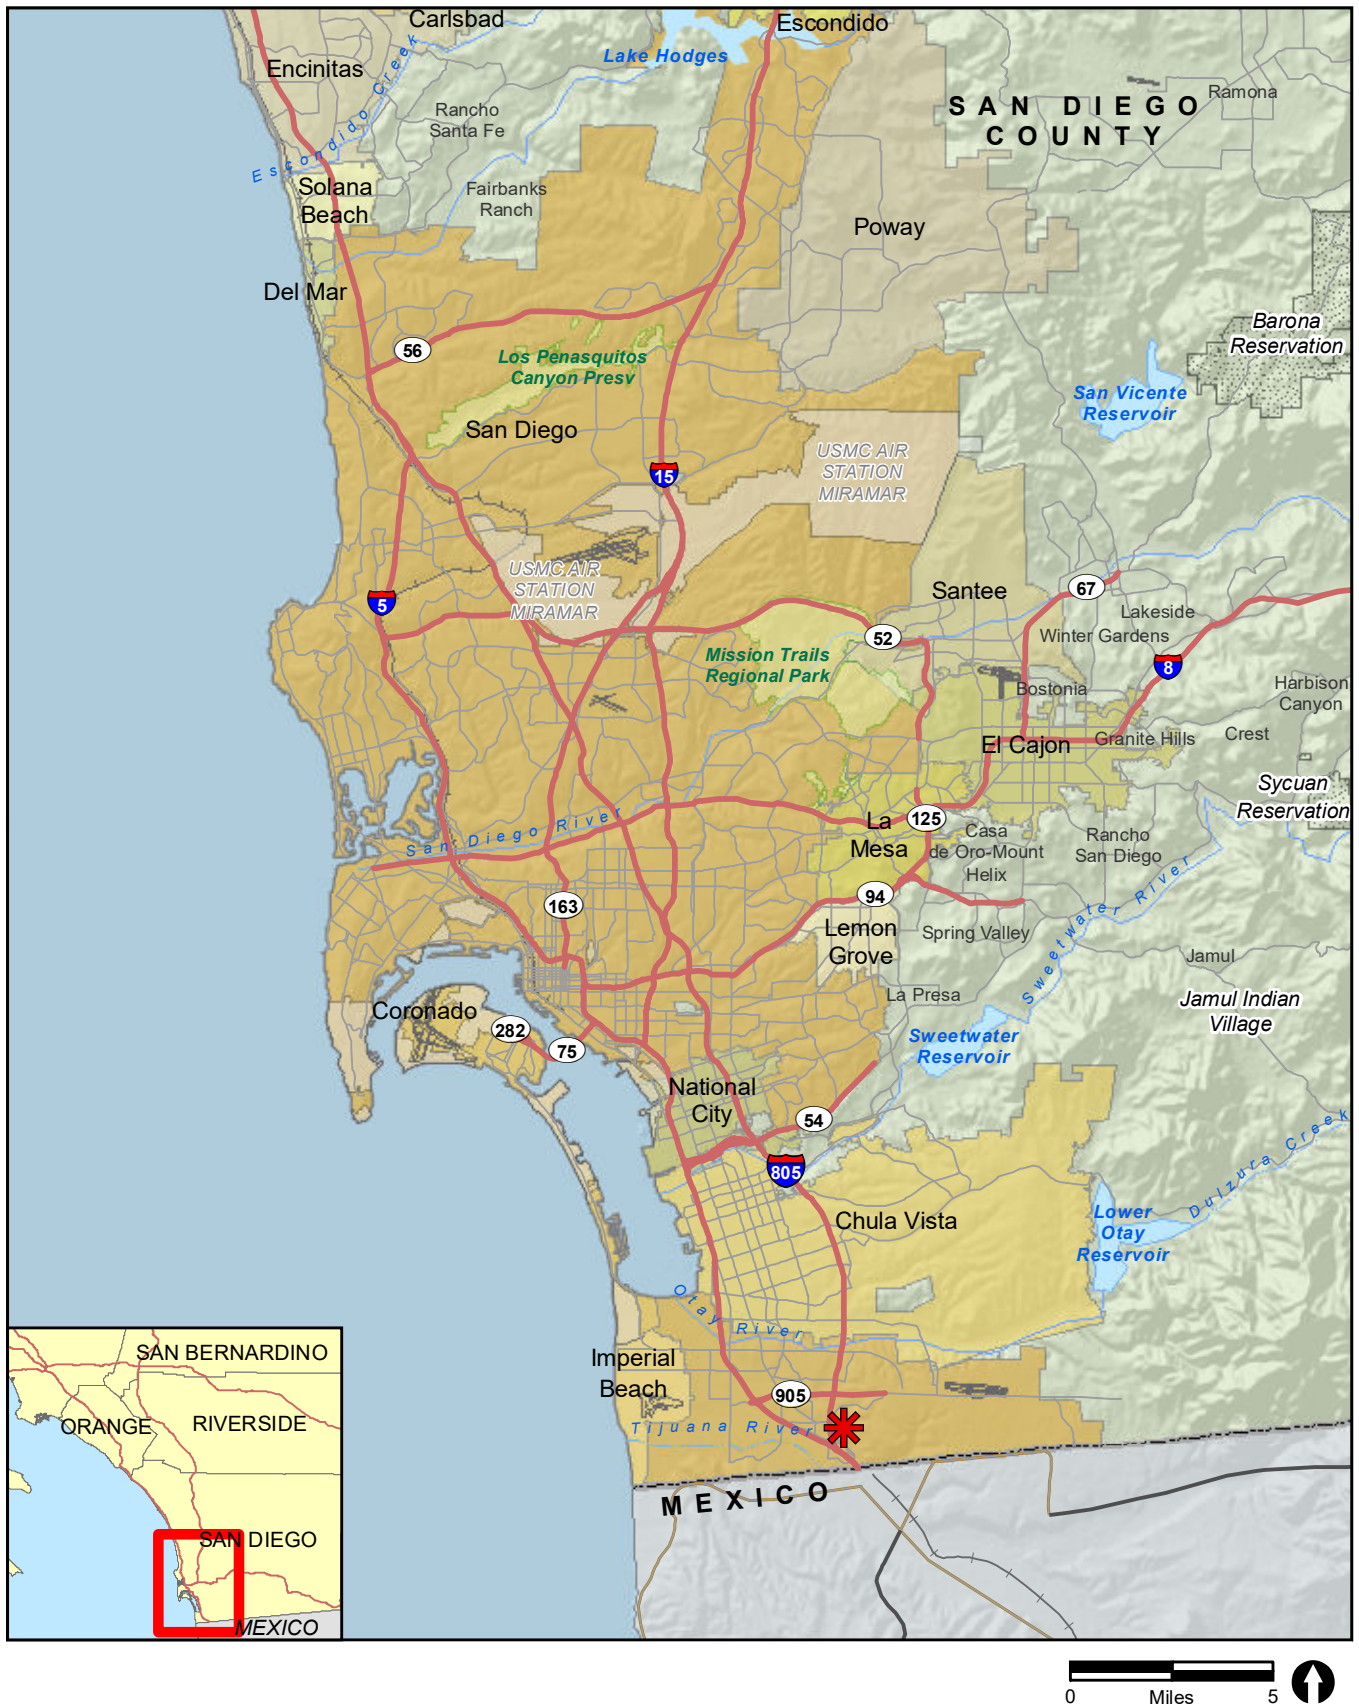 Carlsbad
Escondido
Lake Hodges
Encinitas
Escondido Creek
Rancho
Santa Fe
SAN DIEGO
COUNTY
Ramona
Solana
Beach
Fairbanks
Ranch
Poway
Del Mar
56
Los Penasquitos
Canyon Presv
Barona
Reservation
San Vicente
Reservoir
San Diego
15
USMC AIR
STATION
MIRAMAR
USMC AIR
STATION
MIRAMAR
5
Santee
67
Lakeside
Winter Gardens
52
Mission Trails
Regional Park
8
Bostonia
Harbison
Canyon
El Cajon
Granite Hills
Crest
Sycuan
Reservation
San Diego River
La
Mesa
125
Casa
de Oro-Mount
Helix
Rancho
San Diego
94
163
Lemon
Grove
Spring Valley
Sweetwater River
Jamul
La Presa
Jamul Indian
Village
Coronado
282
75
Sweetwater
Reservoir
National
City
54
805
Dulzura Creek
Chula Vista
Lower
Otay
Reservoir
Otay River
Imperial
Beach
905
Tijuana River
MEXICO
SAN BERNARDINO
ORANGE
RIVERSIDE
SAN DIEGO
MEXICO
0 Miles 5